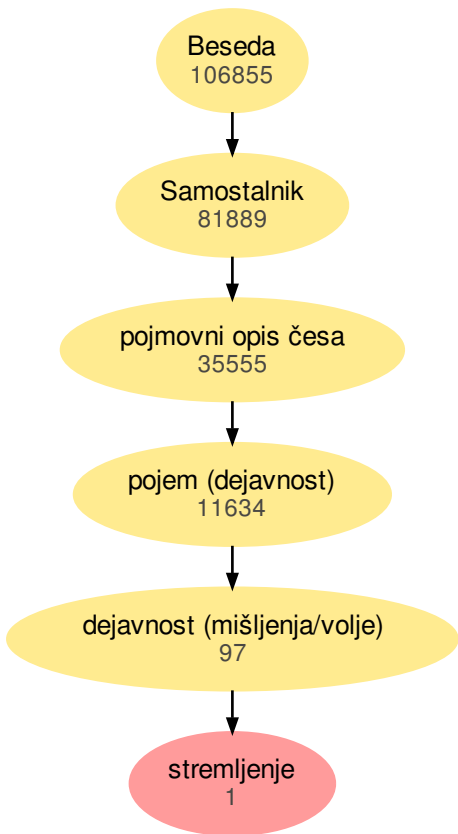 Beseda
106855
Samostalnik
81889
pojmovni opis česa
35555
pojem (dejavnost)
11634
dejavnost (mišljenja/volje)
97
stremljenje
1